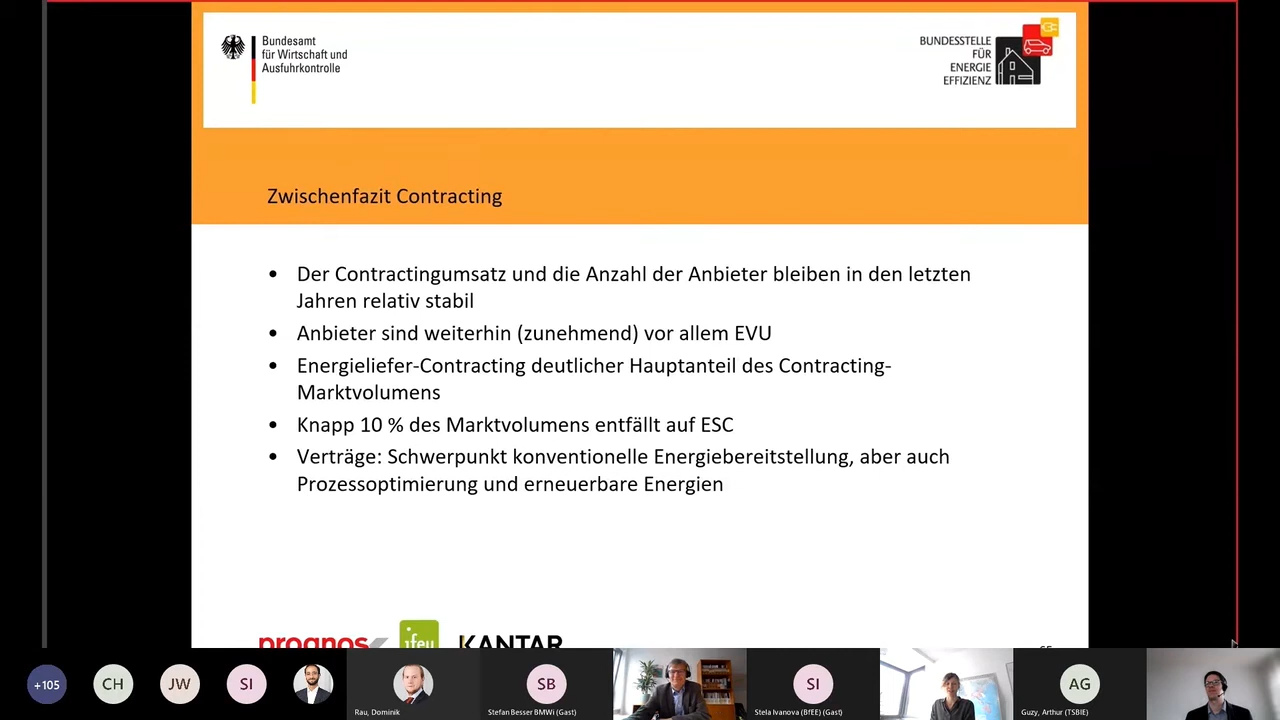 Bundesamt
für Wirtschaft und
Ausfuhrkontrolle
BUNDESSTELLE
FÜR
ENERGIE
EFFIZIENZ
Zwischenfazit Contracting
• Der Contractingumsatz und die Anzahl der Anbieter bleiben in den letzten
Jahren relativ stabil
• Anbieter sind weiterhin (zunehmend) vor allem EVU
• Energieliefer-Contracting deutlicher Hauptanteil des Contracting-
Marktvolumens
• Knapp 10 % des Marktvolumens entfällt auf ESC
• Verträge: Schwerpunkt konventionelle Energiebereitstellung, aber auch
Prozessoptimierung und erneuerbare Energien
prognos
ifeu
KANTAR
+105
CH
JW
SI
SB
SI
AG
Rau, Dominik
Stefan Besser BMWi (Gast)
Stela Ivanova (BfEE) (Gast)
Guzy, Arthur (TSBIE)